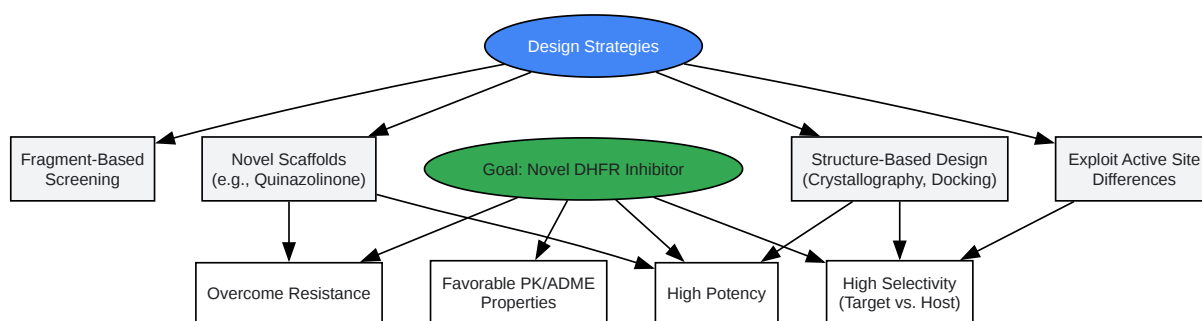 Design Strategies
Fragment-Based
Screening
Novel Scaffolds
(e.g., Quinazolinone)
Goal: Novel DHFR Inhibitor
Structure-Based Design
(Crystallography, Docking)
Exploit Active Site
Differences
Overcome Resistance
Favorable PK/ADME
Properties
High Potency
High Selectivity
(Target vs. Host)